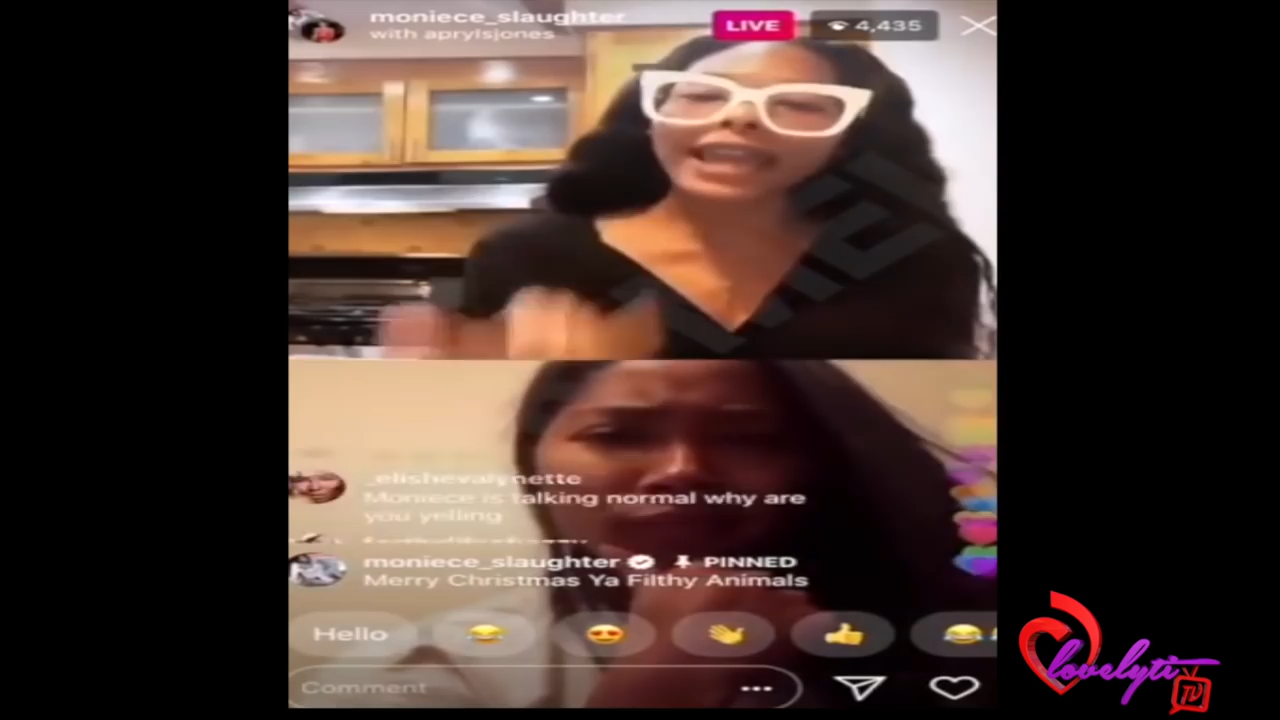 moniece_slaughter
with aprylsjones
LIVE
4,435
Moniece is talking normal why are
you yelling
moniece_slaughter
PINNED
Merry Christmas Ya Filthy Animals
Hello
Comment
lovelyti
TV